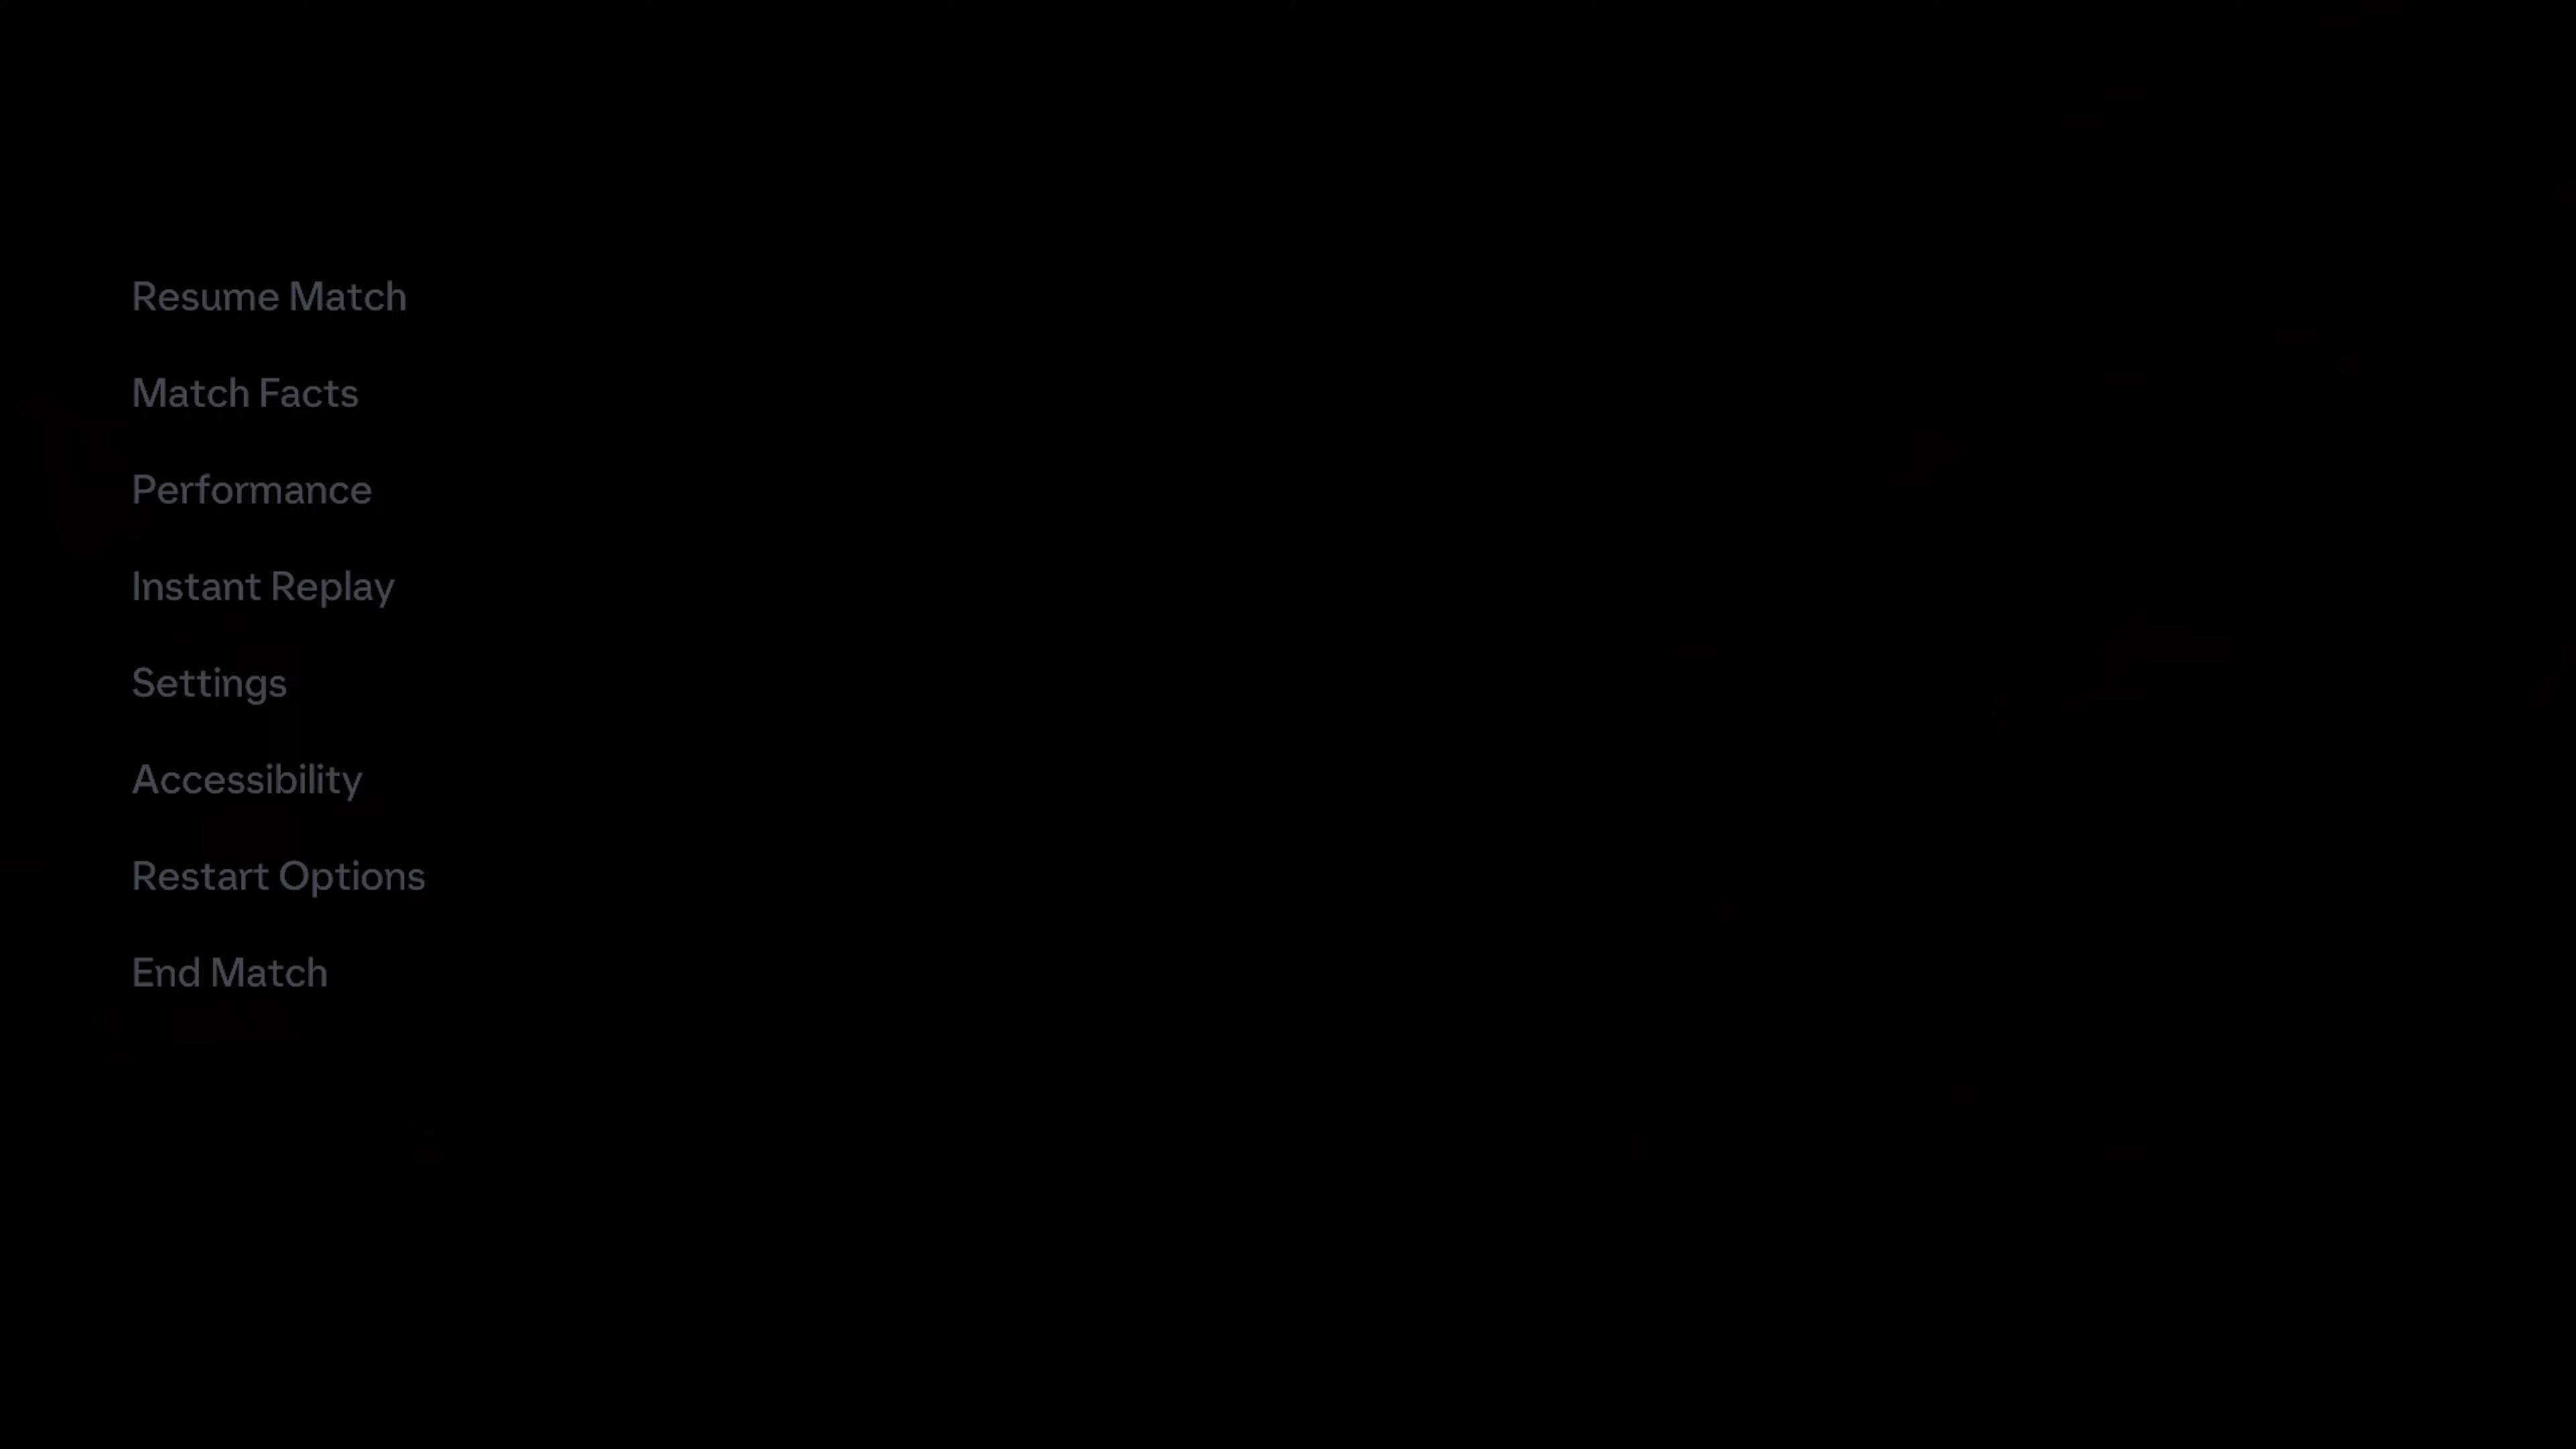 Resume Match
Match Facts
Performance
Instant Replay
Settings
Accessibility
Restart Options
End Match